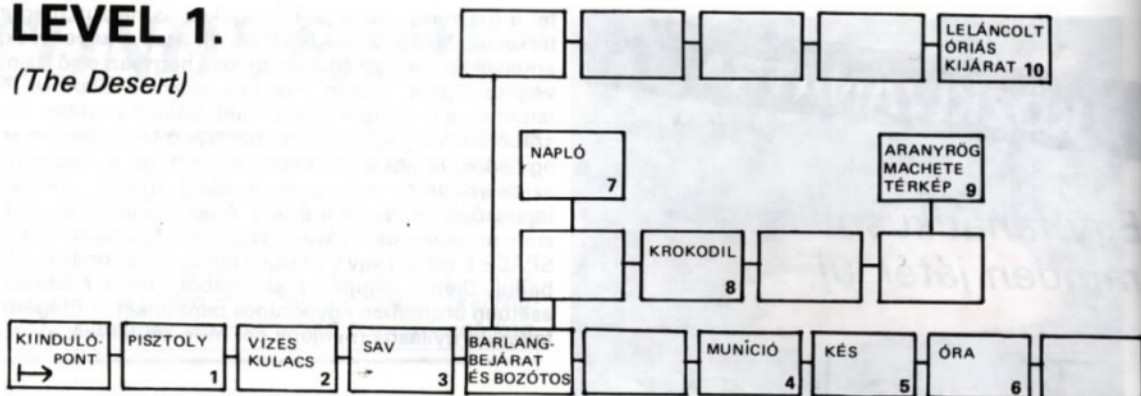 LEVEL 1.
(The Desert)
LELÁNCOLT
ÓRIÁS
KIJÁRAT 10
NAPLÓ
7
ARANYRÖG
MACHETE
TÉRKÉP 9
KROKODIL
8
KIINDULÓ-
PONT
PISZTOLY
1
VIZES
KULACS
2
SAV
3
BARLANG-
BEJÁRAT
ÉS BOZÓTOS
MUNÍCIÓ
4
KÉS
5
ÓRA
6